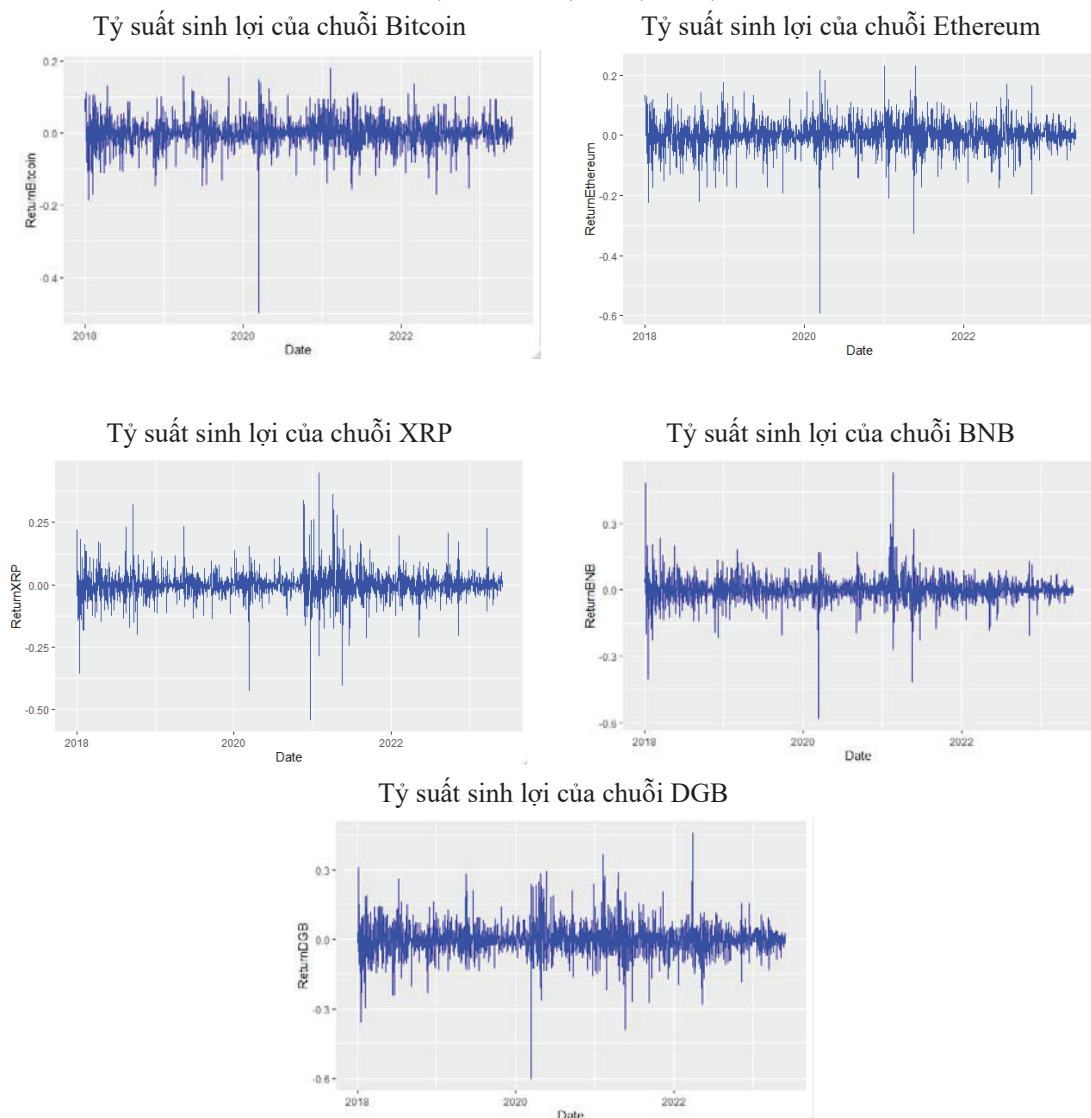 Tỷ suất sinh lợi của chuỗi Bitcoin
Tỷ suất sinh lợi của chuỗi Ethereum
0.2
0.0
-0.2
-0.4
ReturnBitcoin
2018
2020
2022
Date
0.2
0.0
-0.2
-0.4
-0.6
ReturnEthereum
2018
2020
2022
Date
Tỷ suất sinh lợi của chuỗi XRP
Tỷ suất sinh lợi của chuỗi BNB
0.25
0.00
-0.25
-0.50
ReturnXRP
2018
2020
2022
Date
0.3
0.0
-0.3
-0.6
ReturnBNB
2018
2020
2022
Date
Tỷ suất sinh lợi của chuỗi DGB
0.3
0.0
-0.3
-0.6
ReturnDGB
2018
2020
2022
Date